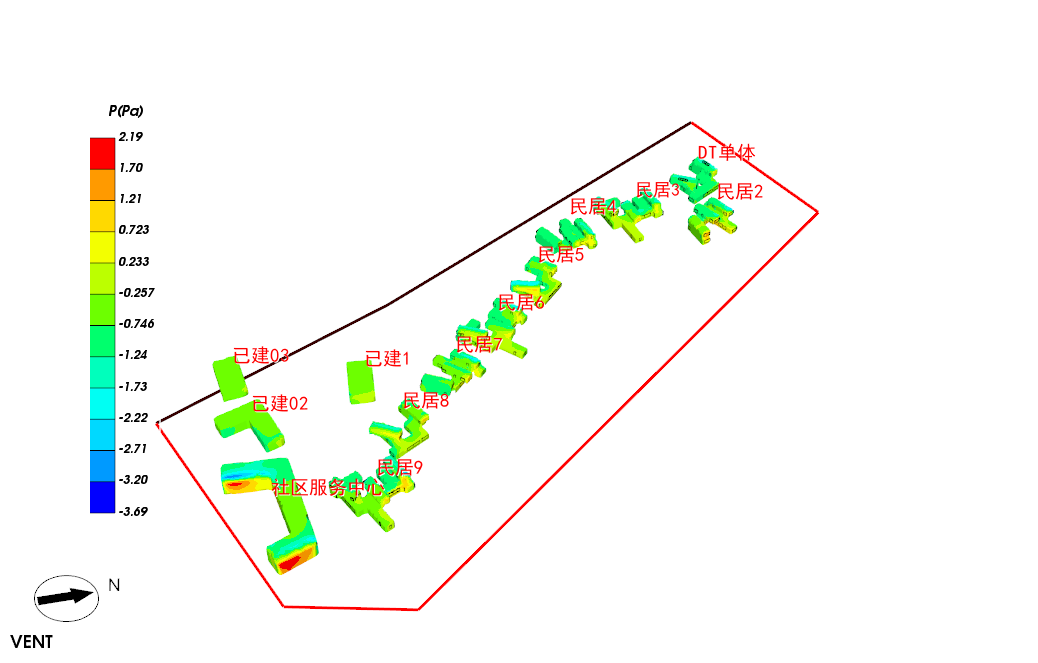 P(Pa)
2.19
1.70
1.21
0.723
0.233
-0.257
-0.746
-1.24
-1.73
-2.22
-2.71
-3.20
-3.69
DT单体
民居2
民居3
民居4
民居5
民居6
民居7
已建03
已建1
已建02
民居8
民居9
社区服务中心
N
VENT